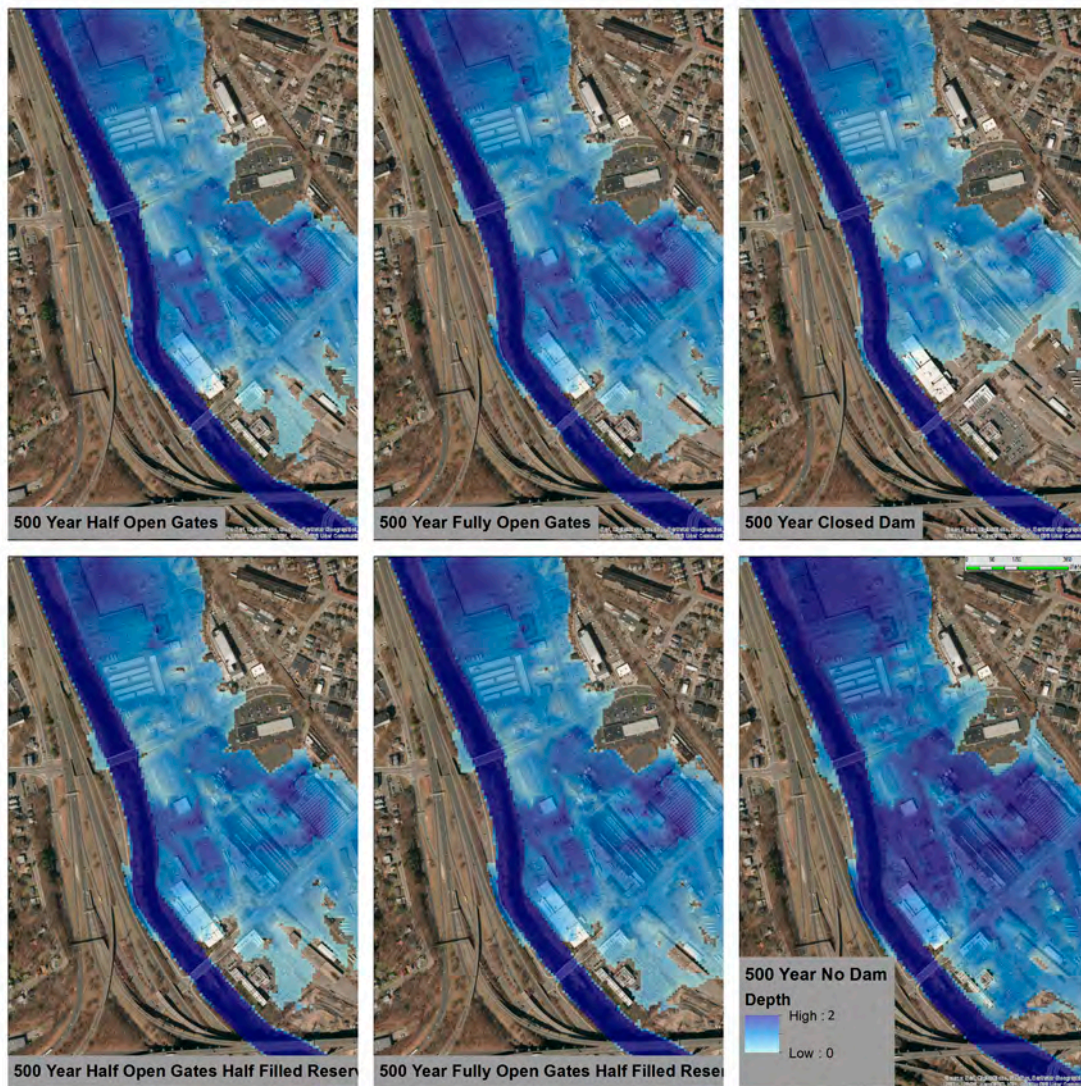 500 Year Half Open Gates
500 Year Fully Open Gates
500 Year Closed Dam
500 Year Half Open Gates Half Filled Reser
500 Year Fully Open Gates Half Filled Reser
500 Year No Dam
Depth
High : 2
Low : 0